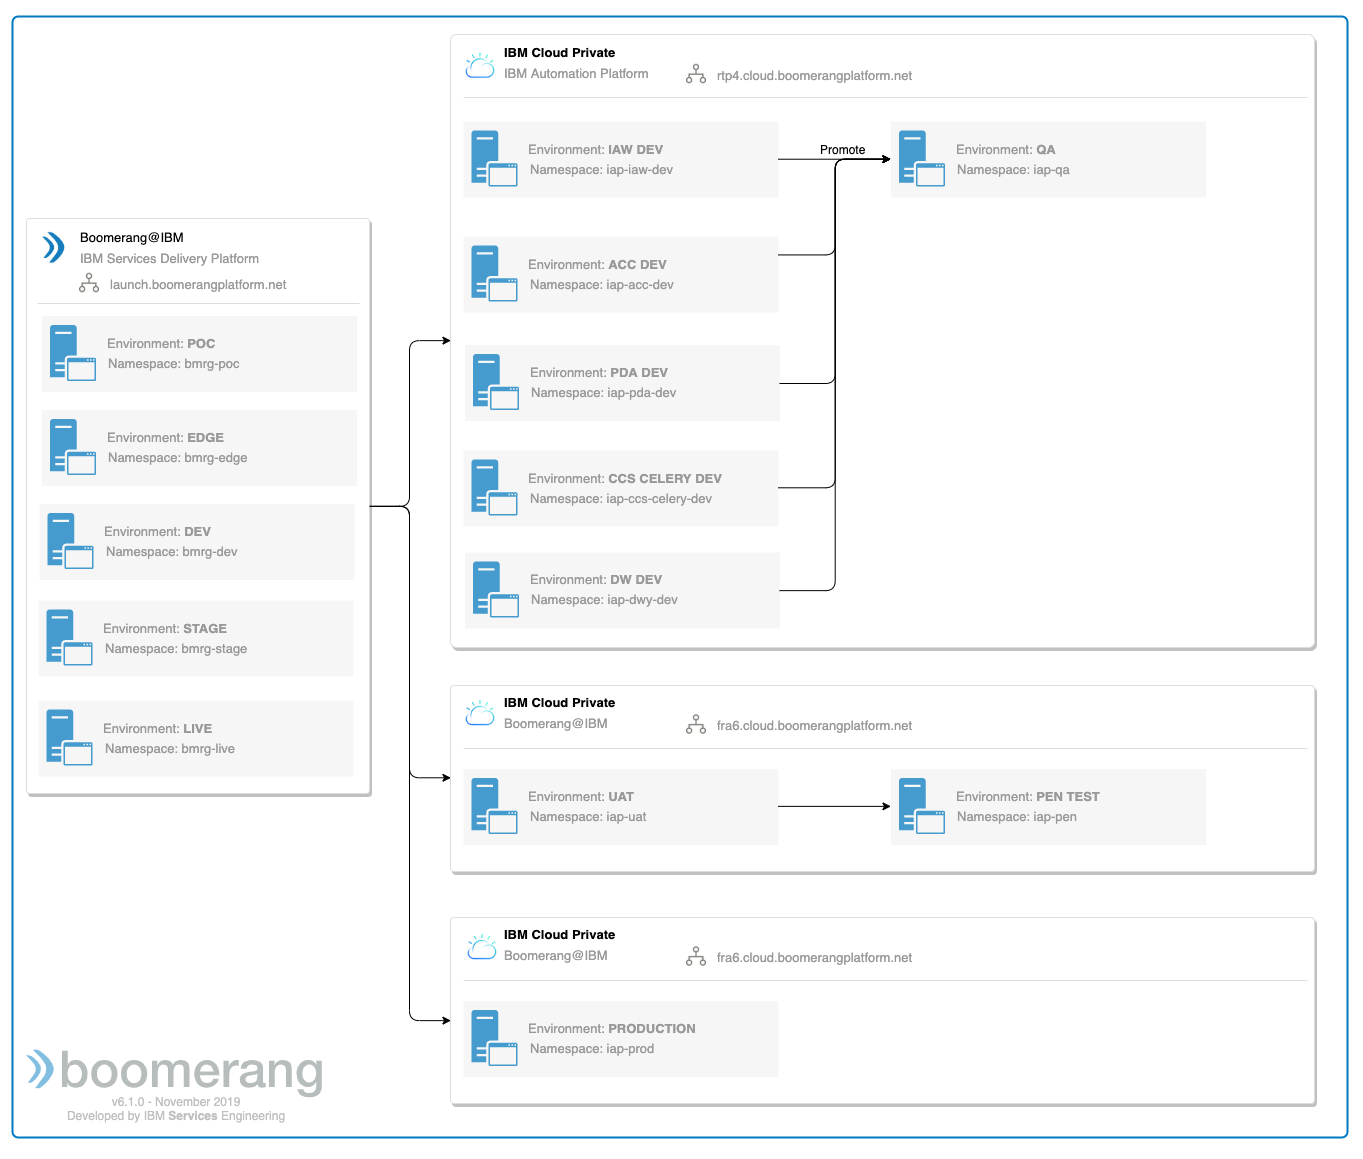 IBM Cloud Private
IBM Automation Platform
rtp4.cloud.boomerangplatform.net
Environment: IAW DEV
Namespace: iap-iaw-dev
Promote
Environment: QA
Namespace: iap-qa
Environment: ACC DEV
Namespace: iap-acc-dev
Environment: PDA DEV
Namespace: iap-pda-dev
Environment: CCS CELERY DEV
Namespace: iap-ccs-celery-dev
Environment: DW DEV
Namespace: iap-dwy-dev
Boomerang@IBM
IBM Services Delivery Platform
launch.boomerangplatform.net
Environment: POC
Namespace: bmrg-poc
Environment: EDGE
Namespace: bmrg-edge
Environment: DEV
Namespace: bmrg-dev
Environment: STAGE
Namespace: bmrg-stage
Environment: LIVE
Namespace: bmrg-live
IBM Cloud Private
Boomerang@IBM
fra6.cloud.boomerangplatform.net
Environment: UAT
Namespace: iap-uat
Environment: PEN TEST
Namespace: iap-pen
IBM Cloud Private
Boomerang@IBM
fra6.cloud.boomerangplatform.net
Environment: PRODUCTION
Namespace: iap-prod
boomerang
v6.1.0 - November 2019
Developed by IBM Services Engineering